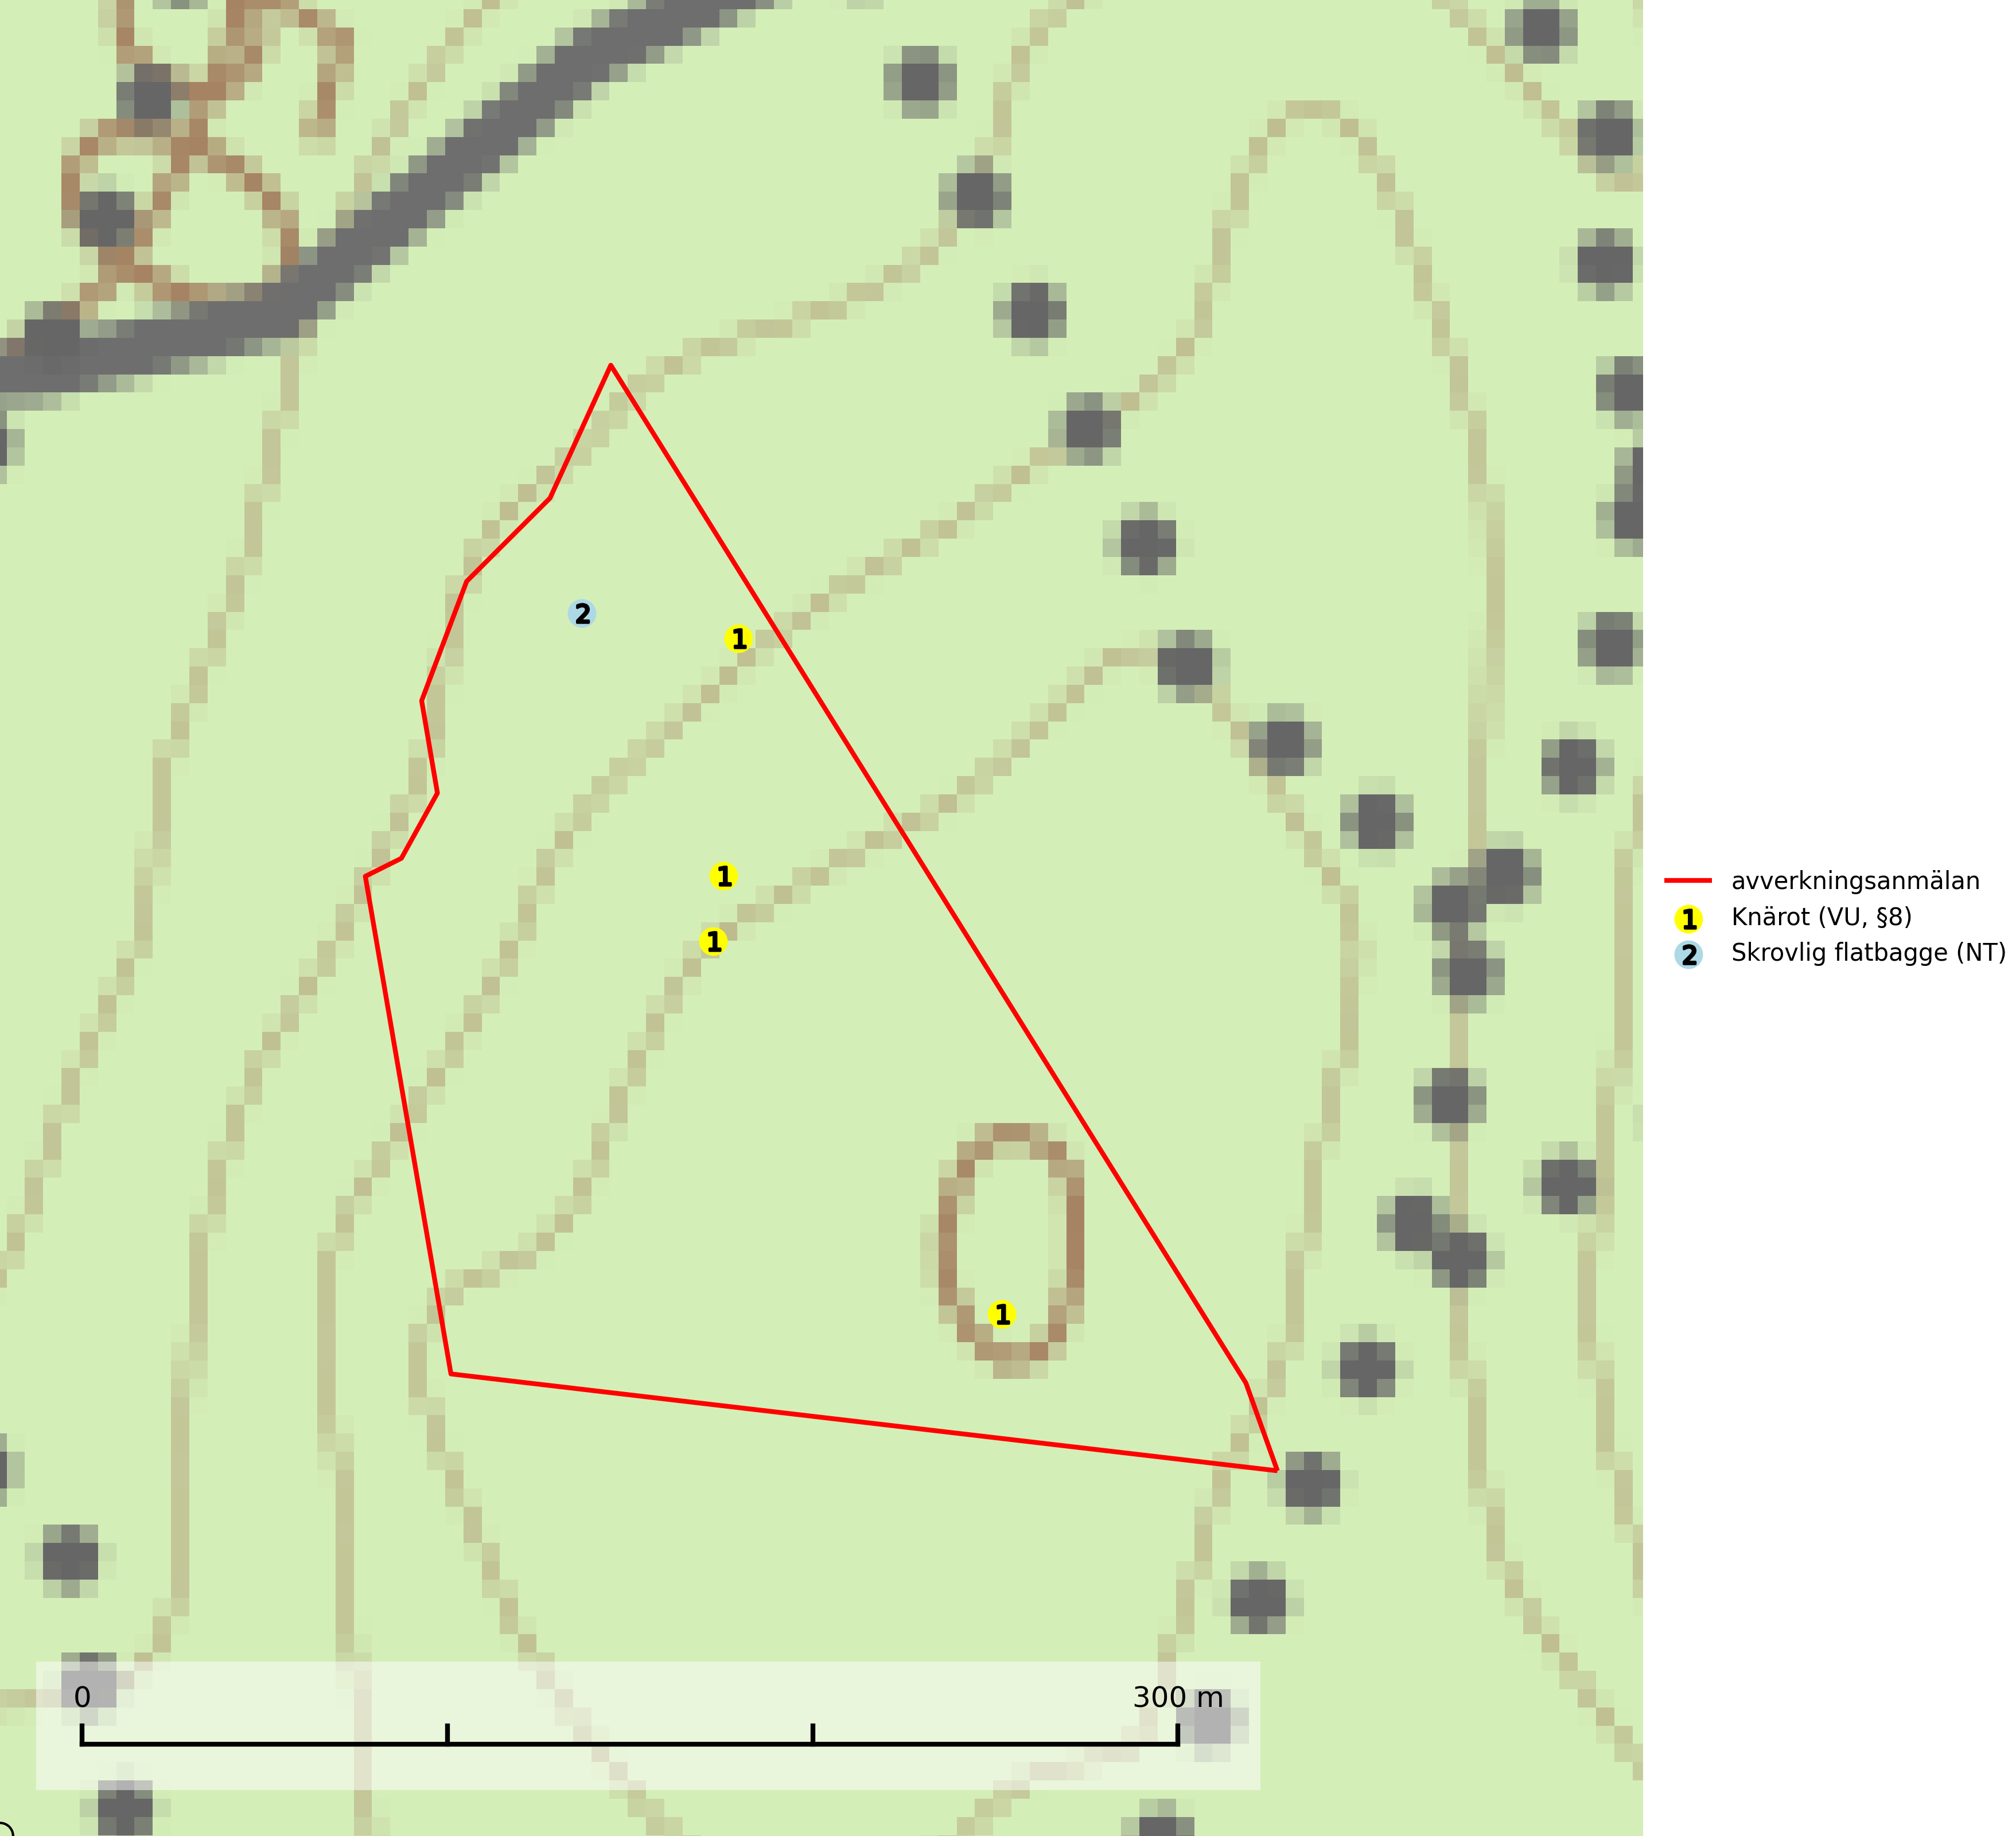 2
1
1
1
1
avverkningsanmälan
1 Knärot (VU, §8)
2 Skrovlig flatbagge (NT)
0 300 m